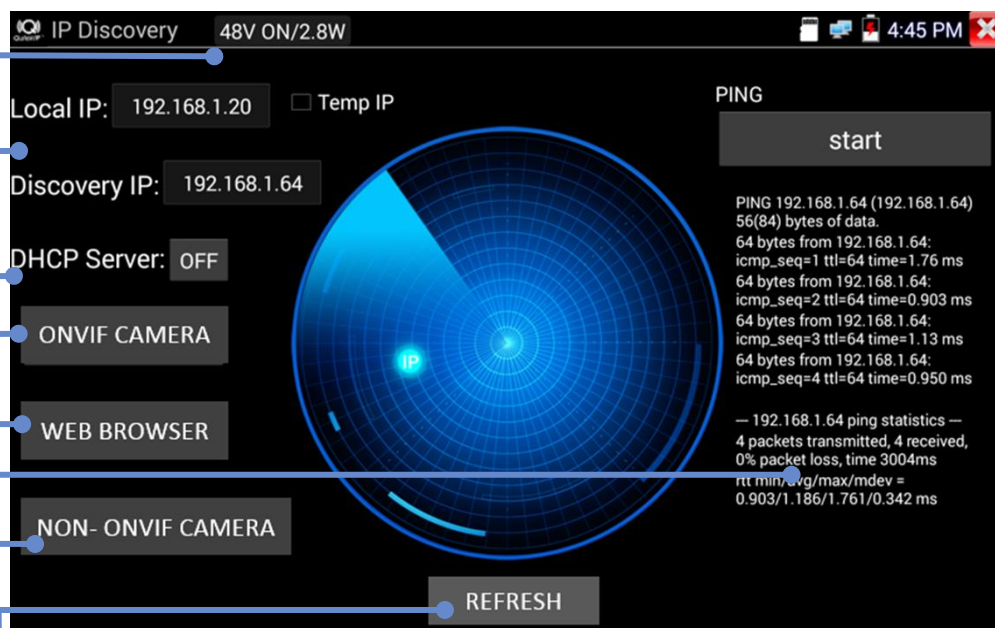 IP Discovery
48V ON/2.8W
4:45 PM
Local IP: 192.168.1.20
Temp IP
Discovery IP: 192.168.1.64
DHCP Server: OFF
ONVIF CAMERA
WEB BROWSER
NON- ONVIF CAMERA
IP
REFRESH
PING
start
PING 192.168.1.64 (192.168.1.64)
56(84) bytes of data.
64 bytes from 192.168.1.64:
icmp_seq=1 ttl=64 time=1.76 ms
64 bytes from 192.168.1.64:
icmp_seq=2 ttl=64 time=0.903 ms
64 bytes from 192.168.1.64:
icmp_seq=3 ttl=64 time=1.13 ms
64 bytes from 192.168.1.64:
icmp_seq=4 ttl=64 time=0.950 ms
--- 192.168.1.64 ping statistics ---
4 packets transmitted, 4 received,
0% packet loss, time 3004ms
rtt min/avg/max/mdev =
0.903/1.186/1.761/0.342 ms